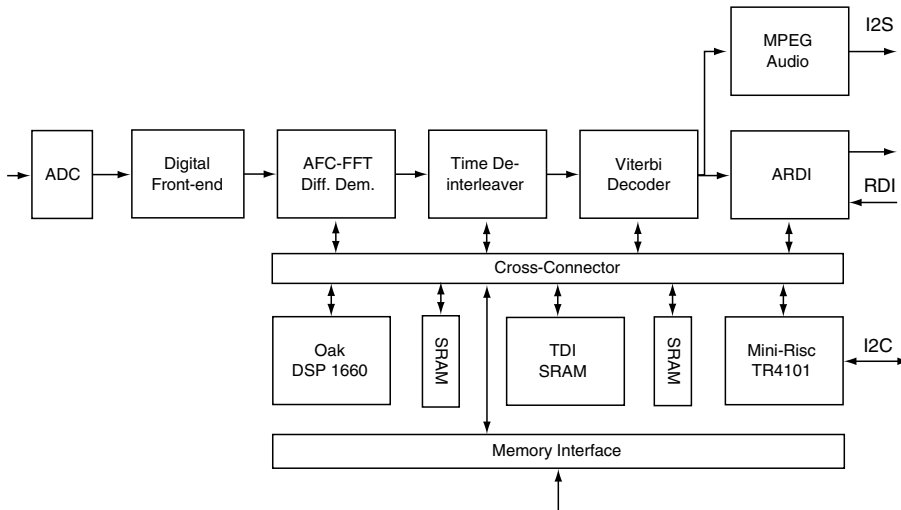 MPEG
Audio
I2S
ADC
Digital
Front-end
AFC-FFT
Diff. Dem.
Time De-
interleaver
Viterbi
Decoder
ARDI
RDI
Cross-Connector
Oak
DSP 1660
SRAM
TDI
SRAM
SRAM
Mini-Risc
TR4101
I2C
Memory Interface